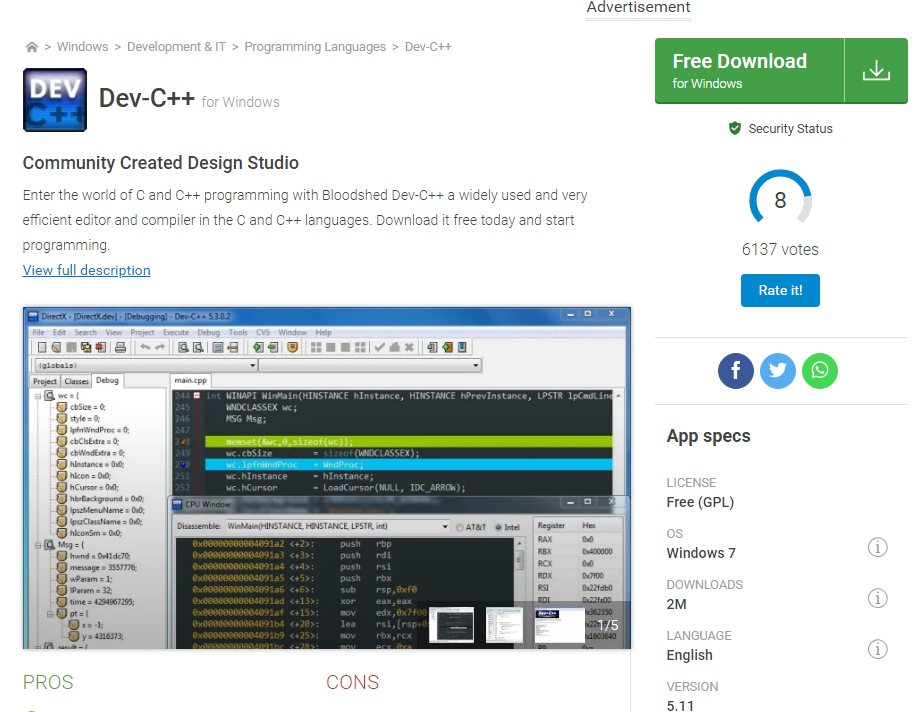 Advertisement
> Windows > Development & IT > Programming Languages > Dev-C++
DEV
C++
Dev-C++ for Windows
Community Created Design Studio
Enter the world of C and C++ programming with Bloodshed Dev-C++ a widely used and very
efficient editor and compiler in the C and C++ languages. Download it free today and start
programming.
View full description
DirectX - [DirectX.dev] - [Debugging] - Dev-C++ 5.3.0.2
File Edit Search View Project Execute Debug Tools CVS Window Help
(globals)
Project Classes Debug
main.cpp
wc = {
cbSize = 0;
style = 0;
lpfnWndProc = 0;
cbClsExtra = 0;
cbWndExtra = 0;
hInstance = 0x0;
hIcon = 0x0;
hCursor = 0x0;
hbrBackground = 0x0;
lpszMenuName = 0x0;
lpszClassName = 0x0;
hIconSm = 0x0;
Msg = {
hwnd = 0x41dc70;
message = 3557776;
wParam = 1;
lParam = 32;
time = 4294967295;
pt = {
x = -1;
y = 4316373;
244 int WINAPI WinMain(HINSTANCE hInstance, HINSTANCE hPrevInstance, LPSTR lpCmdLine
245 WNDCLASSEX wc;
246 MSG Msg;
247
memset(&wc,0,sizeof(wc));
249 wc.cbSize = sizeof(WNDCLASSEX);
wc.lpfnWndProc = WndProc;
251 wc.hInstance = hInstance;
252 wc.hCursor = LoadCursor(NULL, IDC_ARROW);
CPU Window
Disassemble: WinMain(HINSTANCE, HINSTANCE, LPSTR, int) AT&T Intel
0x00000000004091a2 <+2>: push rbp
0x00000000004091a3 <+3>: push rdi
0x00000000004091a4 <+4>: push rsi
0x00000000004091a5 <+5>: push rbx
0x00000000004091a6 <+6>: sub rsp,0xf0
0x00000000004091ad <+13>: xor eax,eax
0x00000000004091af <+15>: mov
0x00000000004091b4 <+20>: lea
0x00000000004091b9 <+25>: mov rbx,rcx
0x00000000004091bc <+28>: mov
Register Hex
RAX 0x0
RBX 0x400000
RCX 0x0
RDX 0x7f00
RSI 0x22fdb0
RDI 0x22fe00
1/5
PROS
CONS
Free Download
for Windows
Security Status
8
6137 votes
Rate it!
App specs
LICENSE
Free (GPL)
OS
Windows 7
DOWNLOADS
2M
LANGUAGE
English
VERSION
5.11